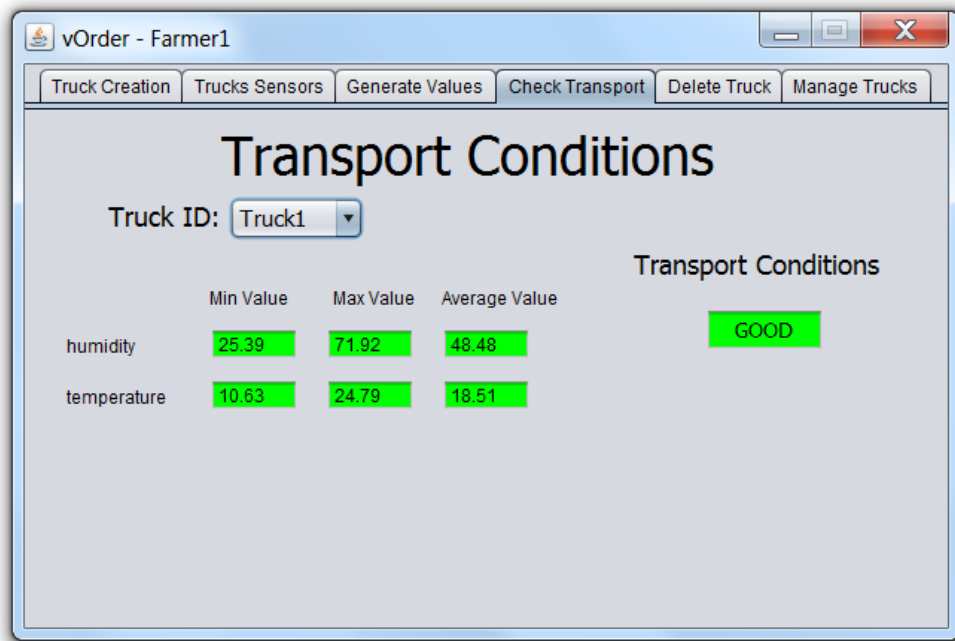 vOrder - Farmer1
Truck Creation Trucks Sensors Generate Values Check Transport Delete Truck Manage Trucks
Transport Conditions
Truck ID: Truck1
Transport Conditions
Min Value Max Value Average Value
GOOD
humidity 25.39 71.92 48.48
temperature 10.63 24.79 18.51